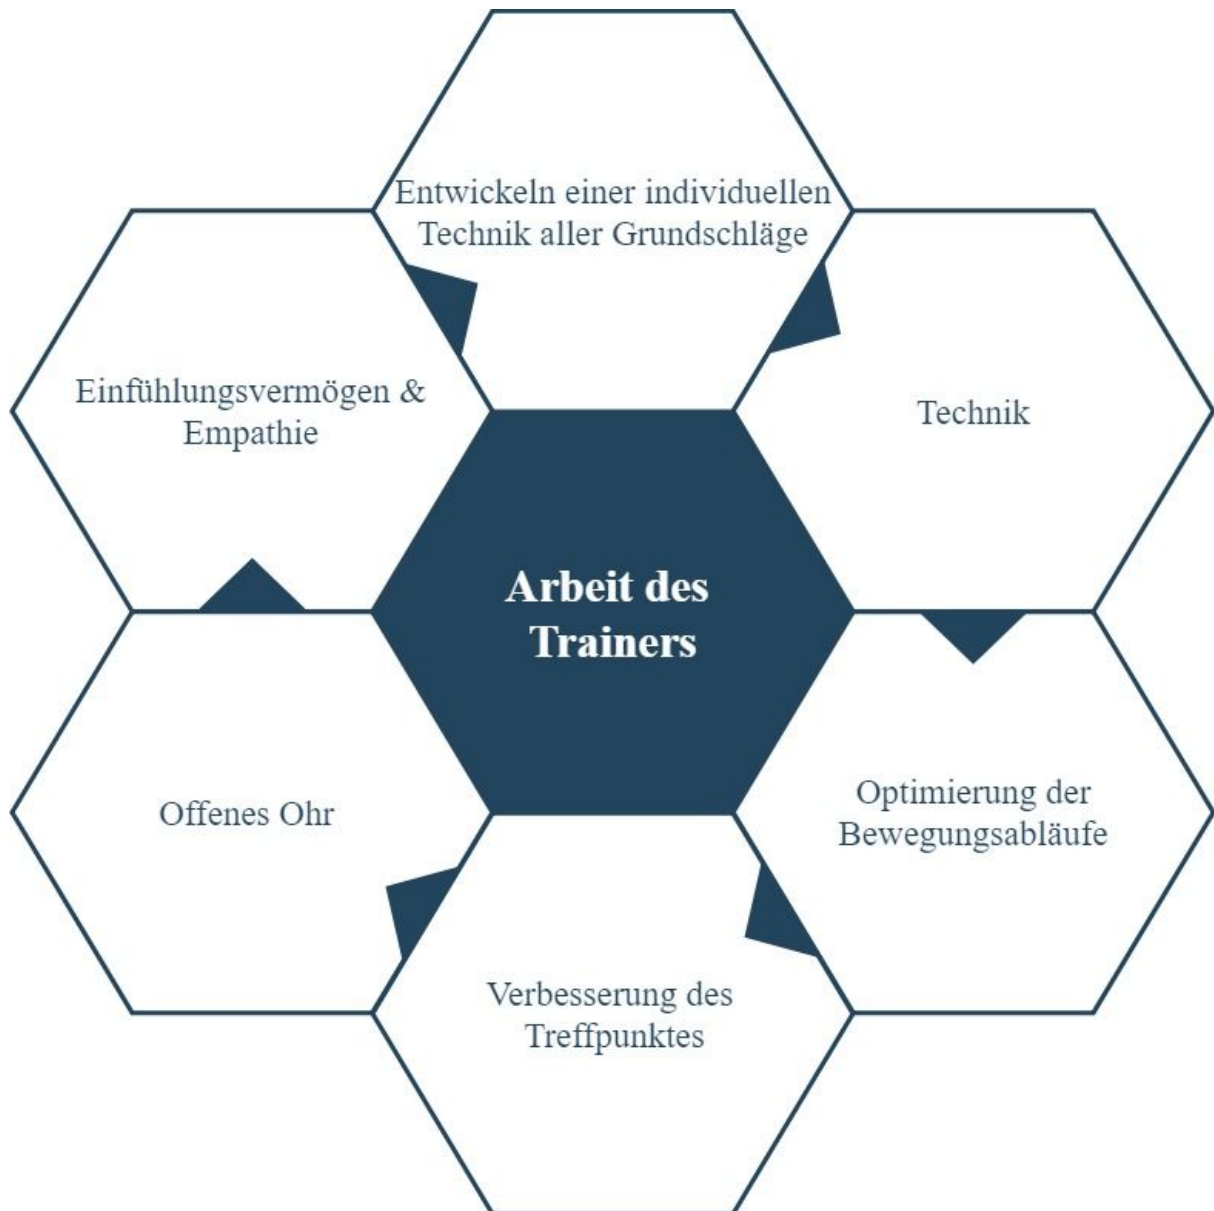 Entwickeln einer individuellen
Technik aller Grundschläge
Technik
Optimierung der
Bewegungsabläufe
Verbesserung des
Treffpunktes
Offenes Ohr
Einfühlungsvermögen &
Empathie
Arbeit des
Trainers